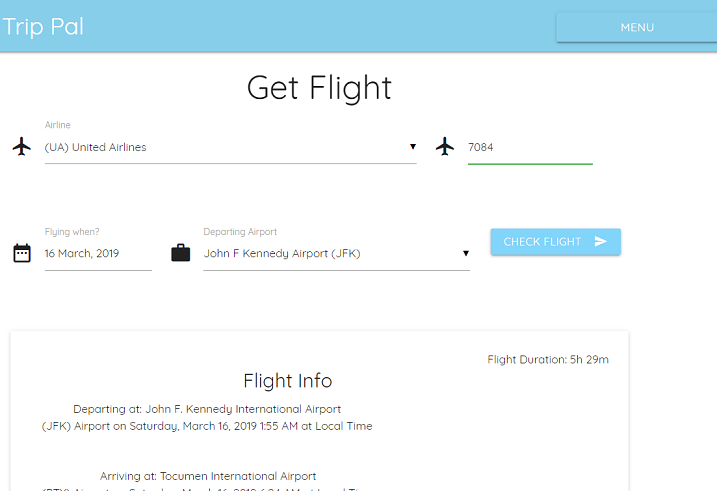 Trip Pal
MENU
Get Flight
Airline
(UA) United Airlines
7084
Flying when?
Departing Airport
16 March, 2019
John F Kennedy Airport (JFK)
CHECK FLIGHT
Flight Duration: 5h 29m
Flight Info
Departing at: John F. Kennedy International Airport
(JFK) Airport on Saturday, March 16, 2019 1:55 AM at Local Time
Arriving at: Tocumen International Airport